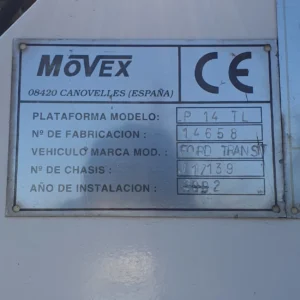 MOVEX
CE
08420 CANOVELLES (ESPAÑA)
PLATAFORMA MODELO: P 14 TL
Nº DE FABRICACION: 14658
VEHICULO MARCA MOD.: FORD TRANSIT
Nº DE CHASIS:
AÑO DE INSTALACION: